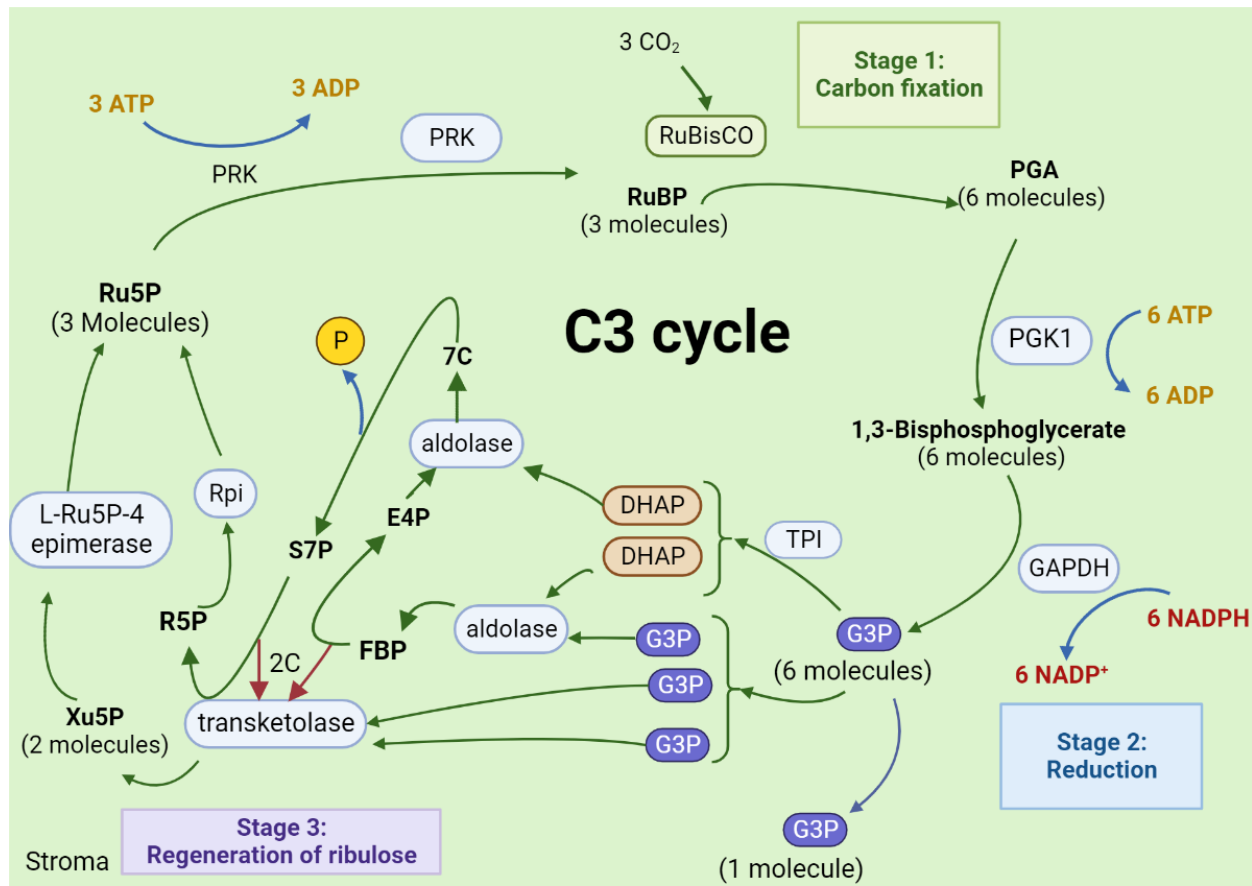 3 CO₂
Stage 1:
Carbon fixation
3 ATP
3 ADP
PRK
RuBisCO
PRK
RuBP
(3 molecules)
PGA
(6 molecules)
Ru5P
(3 Molecules)
C3 cycle
P
7C
6 ATP
PGK1
6 ADP
aldolase
1,3-Bisphosphoglycerate
(6 molecules)
Rpi
L-Ru5P-4
epimerase
DHAP
E4P
TPI
S7P
DHAP
GAPDH
R5P
aldolase
FBP
G3P
G3P
(6 molecules)
6 NADPH
6 NADP⁺
2C
G3P
Xu5P
(2 molecules)
transketolase
G3P
Stage 2:
Reduction
Stage 3:
Regeneration of ribulose
G3P
(1 molecule)
Stroma